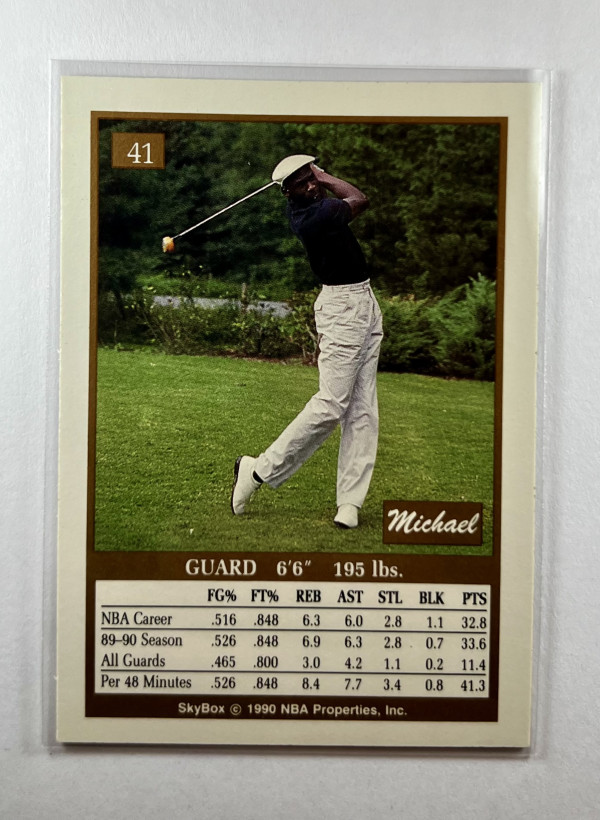 41
Michael
GUARD 6'6" 195 lbs.
FG% FT% REB AST STL BLK PTS
NBA Career .516 .848 6.3 6.0 2.8 1.1 32.8
89–90 Season .526 .848 6.9 6.3 2.8 0.7 33.6
All Guards .465 .800 3.0 4.2 1.1 0.2 11.4
Per 48 Minutes .526 .848 8.4 7.7 3.4 0.8 41.3
SkyBox © 1990 NBA Properties, Inc.